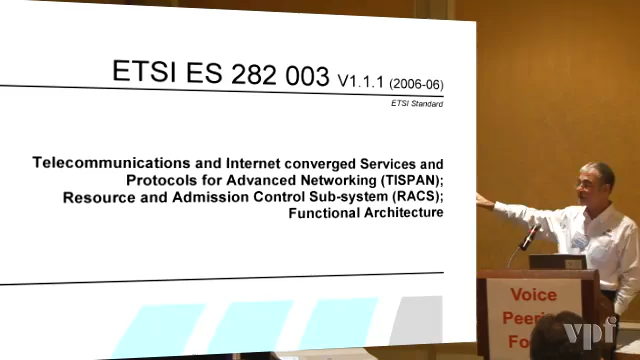 ETSI ES 282 003 V1.1.1 (2006-06)
ETSI Standard
Telecommunications and Internet converged Services and
Protocols for Advanced Networking (TISPAN);
Resource and Admission Control Sub-system (RACS);
Functional Architecture
Voice
vpf